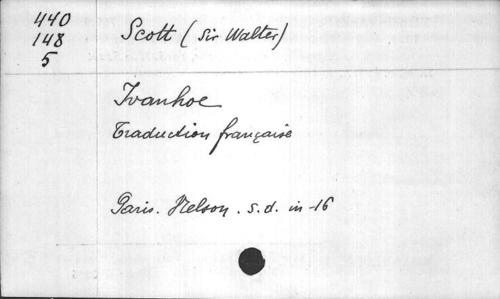 440
148
5
Scott (Sir Walter)
Ivanhoe
Traduction française
Paris. Nelson. s.d. in-16